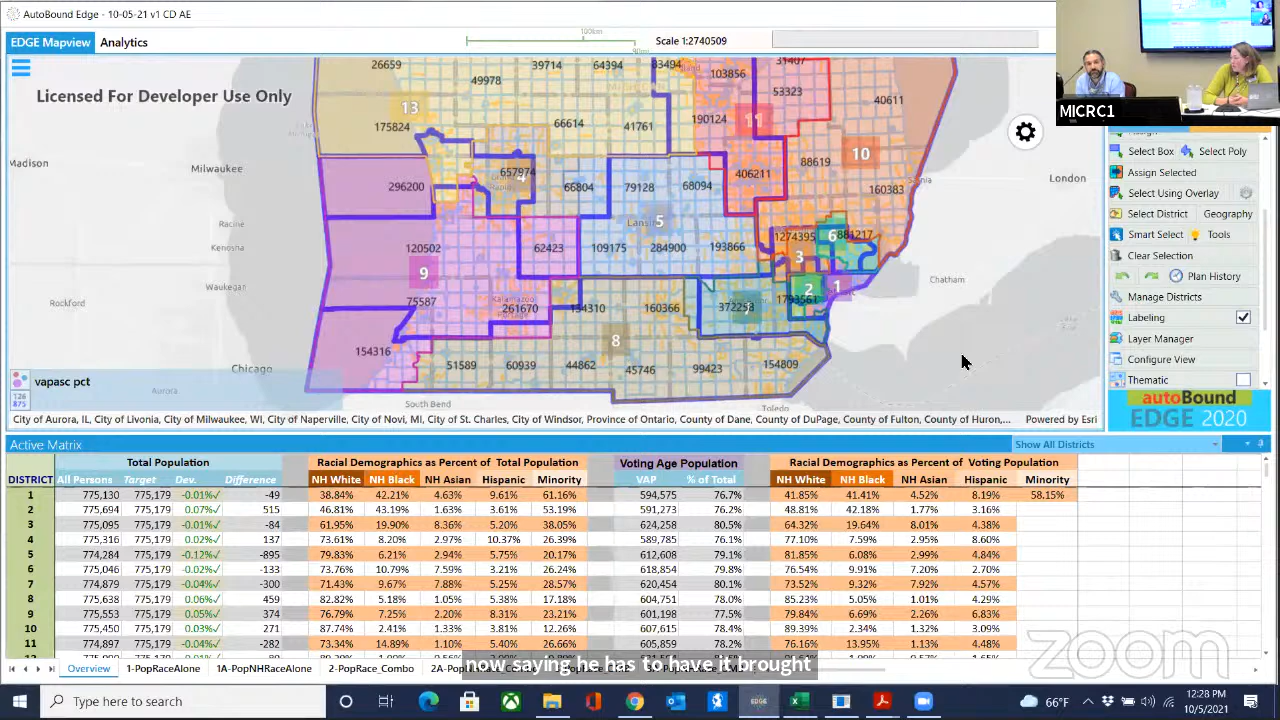 AutoBound Edge - 10-05-21 v1 CD AE
EDGE Mapview Analytics
100km
Scale 1:2740509
Licensed For Developer Use Only
26659 39714 64394 83494 103856 31407
49978 53323 40611
13 175824 66614 41761 190124 11
88619 10
657974 4 406211
296200 66804 79128 68094 160383
Madison Milwaukee London
Racine Lansing 5 1274395 6 881217
Kenosha 120502 62423 109175 284900 193866 3
9 Chatham
Waukegan 2 1
Rockford 75587 261670 134310 160366 372258 1793561
8
Chicago 154316 51589 60939 44862 45746 99423 154809
vapasc pct
Aurora
South Bend Toledo
City of Aurora, IL, City of Livonia, City of Milwaukee, WI, City of Naperville, City of Novi, MI, City of St. Charles, City of Windsor, Province of Ontario, County of Dane, County of DuPage, County of Fulton, County of Huron,... Powered by Esri
MICRC1
Assign
Select Box Select Poly
Assign Selected
Select Using Overlay
Select District Geography
Smart Select Tools
Clear Selection
Plan History
Manage Districts
Labeling
Layer Manager
Configure View
Thematic
autoBound
EDGE 2020
Active Matrix Show All Districts
Total Population Racial Demographics as Percent of Total Population Voting Age Population Racial Demographics as Percent of Voting Population
DISTRICT All Persons Target Dev. Difference NH White NH Black NH Asian Hispanic Minority VAP % of Total NH White NH Black NH Asian Hispanic Minority
1 775,130 775,179 -0.01%✓ -49 38.84% 42.21% 4.63% 9.61% 61.16% 594,575 76.7% 41.85% 41.41% 4.52% 8.19% 58.15%
2 775,694 775,179 0.07%✓ 515 46.81% 43.19% 1.63% 3.61% 53.19% 591,273 76.2% 48.81% 42.18% 1.77% 3.16%
3 775,095 775,179 -0.01%✓ -84 61.95% 19.90% 8.36% 5.20% 38.05% 624,258 80.5% 64.32% 19.64% 8.01% 4.38%
4 775,316 775,179 0.02%✓ 137 73.61% 8.20% 2.97% 10.37% 26.39% 589,785 76.1% 77.10% 7.59% 2.95% 8.60%
5 774,284 775,179 -0.12%✓ -895 79.83% 6.21% 2.94% 5.75% 20.17% 612,608 79.1% 81.85% 6.08% 2.99% 4.84%
6 775,046 775,179 -0.02%✓ -133 73.76% 10.79% 7.59% 3.21% 26.24% 618,854 79.8% 76.54% 9.91% 7.20% 2.70%
7 774,879 775,179 -0.04%✓ -300 71.43% 9.67% 7.88% 5.25% 28.57% 620,454 80.1% 73.52% 9.32% 7.92% 4.57%
8 775,638 775,179 0.06%✓ 459 82.82% 5.18% 1.05% 5.38% 17.18% 604,751 78.0% 85.23% 5.05% 1.01% 4.29%
9 775,553 775,179 0.05%✓ 374 76.79% 7.25% 2.20% 8.31% 23.21% 601,198 77.5% 79.84% 6.69% 2.26% 6.83%
10 775,450 775,179 0.03%✓ 271 87.74% 2.41% 1.33% 3.81% 12.26% 607,615 78.4% 89.39% 2.34% 1.32% 3.09%
11 774,897 775,179 -0.04%✓ -282 73.34% 14.89% 2.41% 5.40% 26.66% 605,859 78.2% 76.16% 13.95% 1.13% 4.48%
now saying he has to have it brought
Overview 1-PopRaceAlone 1A-PopNHRaceAlone 2-PopRace_Combo
zoom
Type here to search
66°F
12:28 PM
10/5/2021